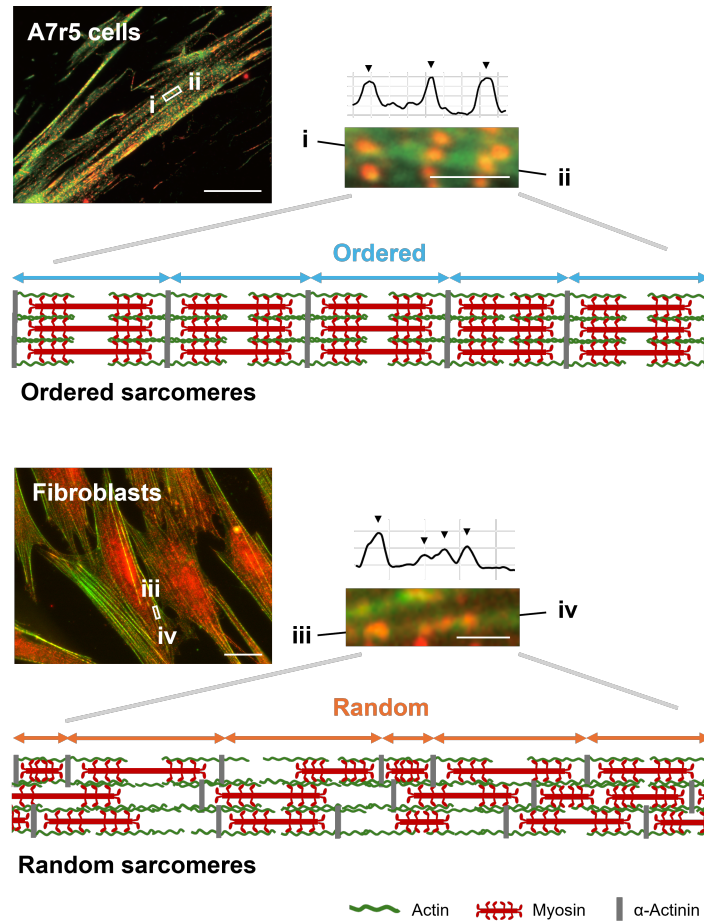 A7r5 cells
ii
i
i
ii
Ordered
Ordered sarcomeres
Fibroblasts
iii
iv
iv
iii
Random
Random sarcomeres
Actin
Myosin
α-Actinin